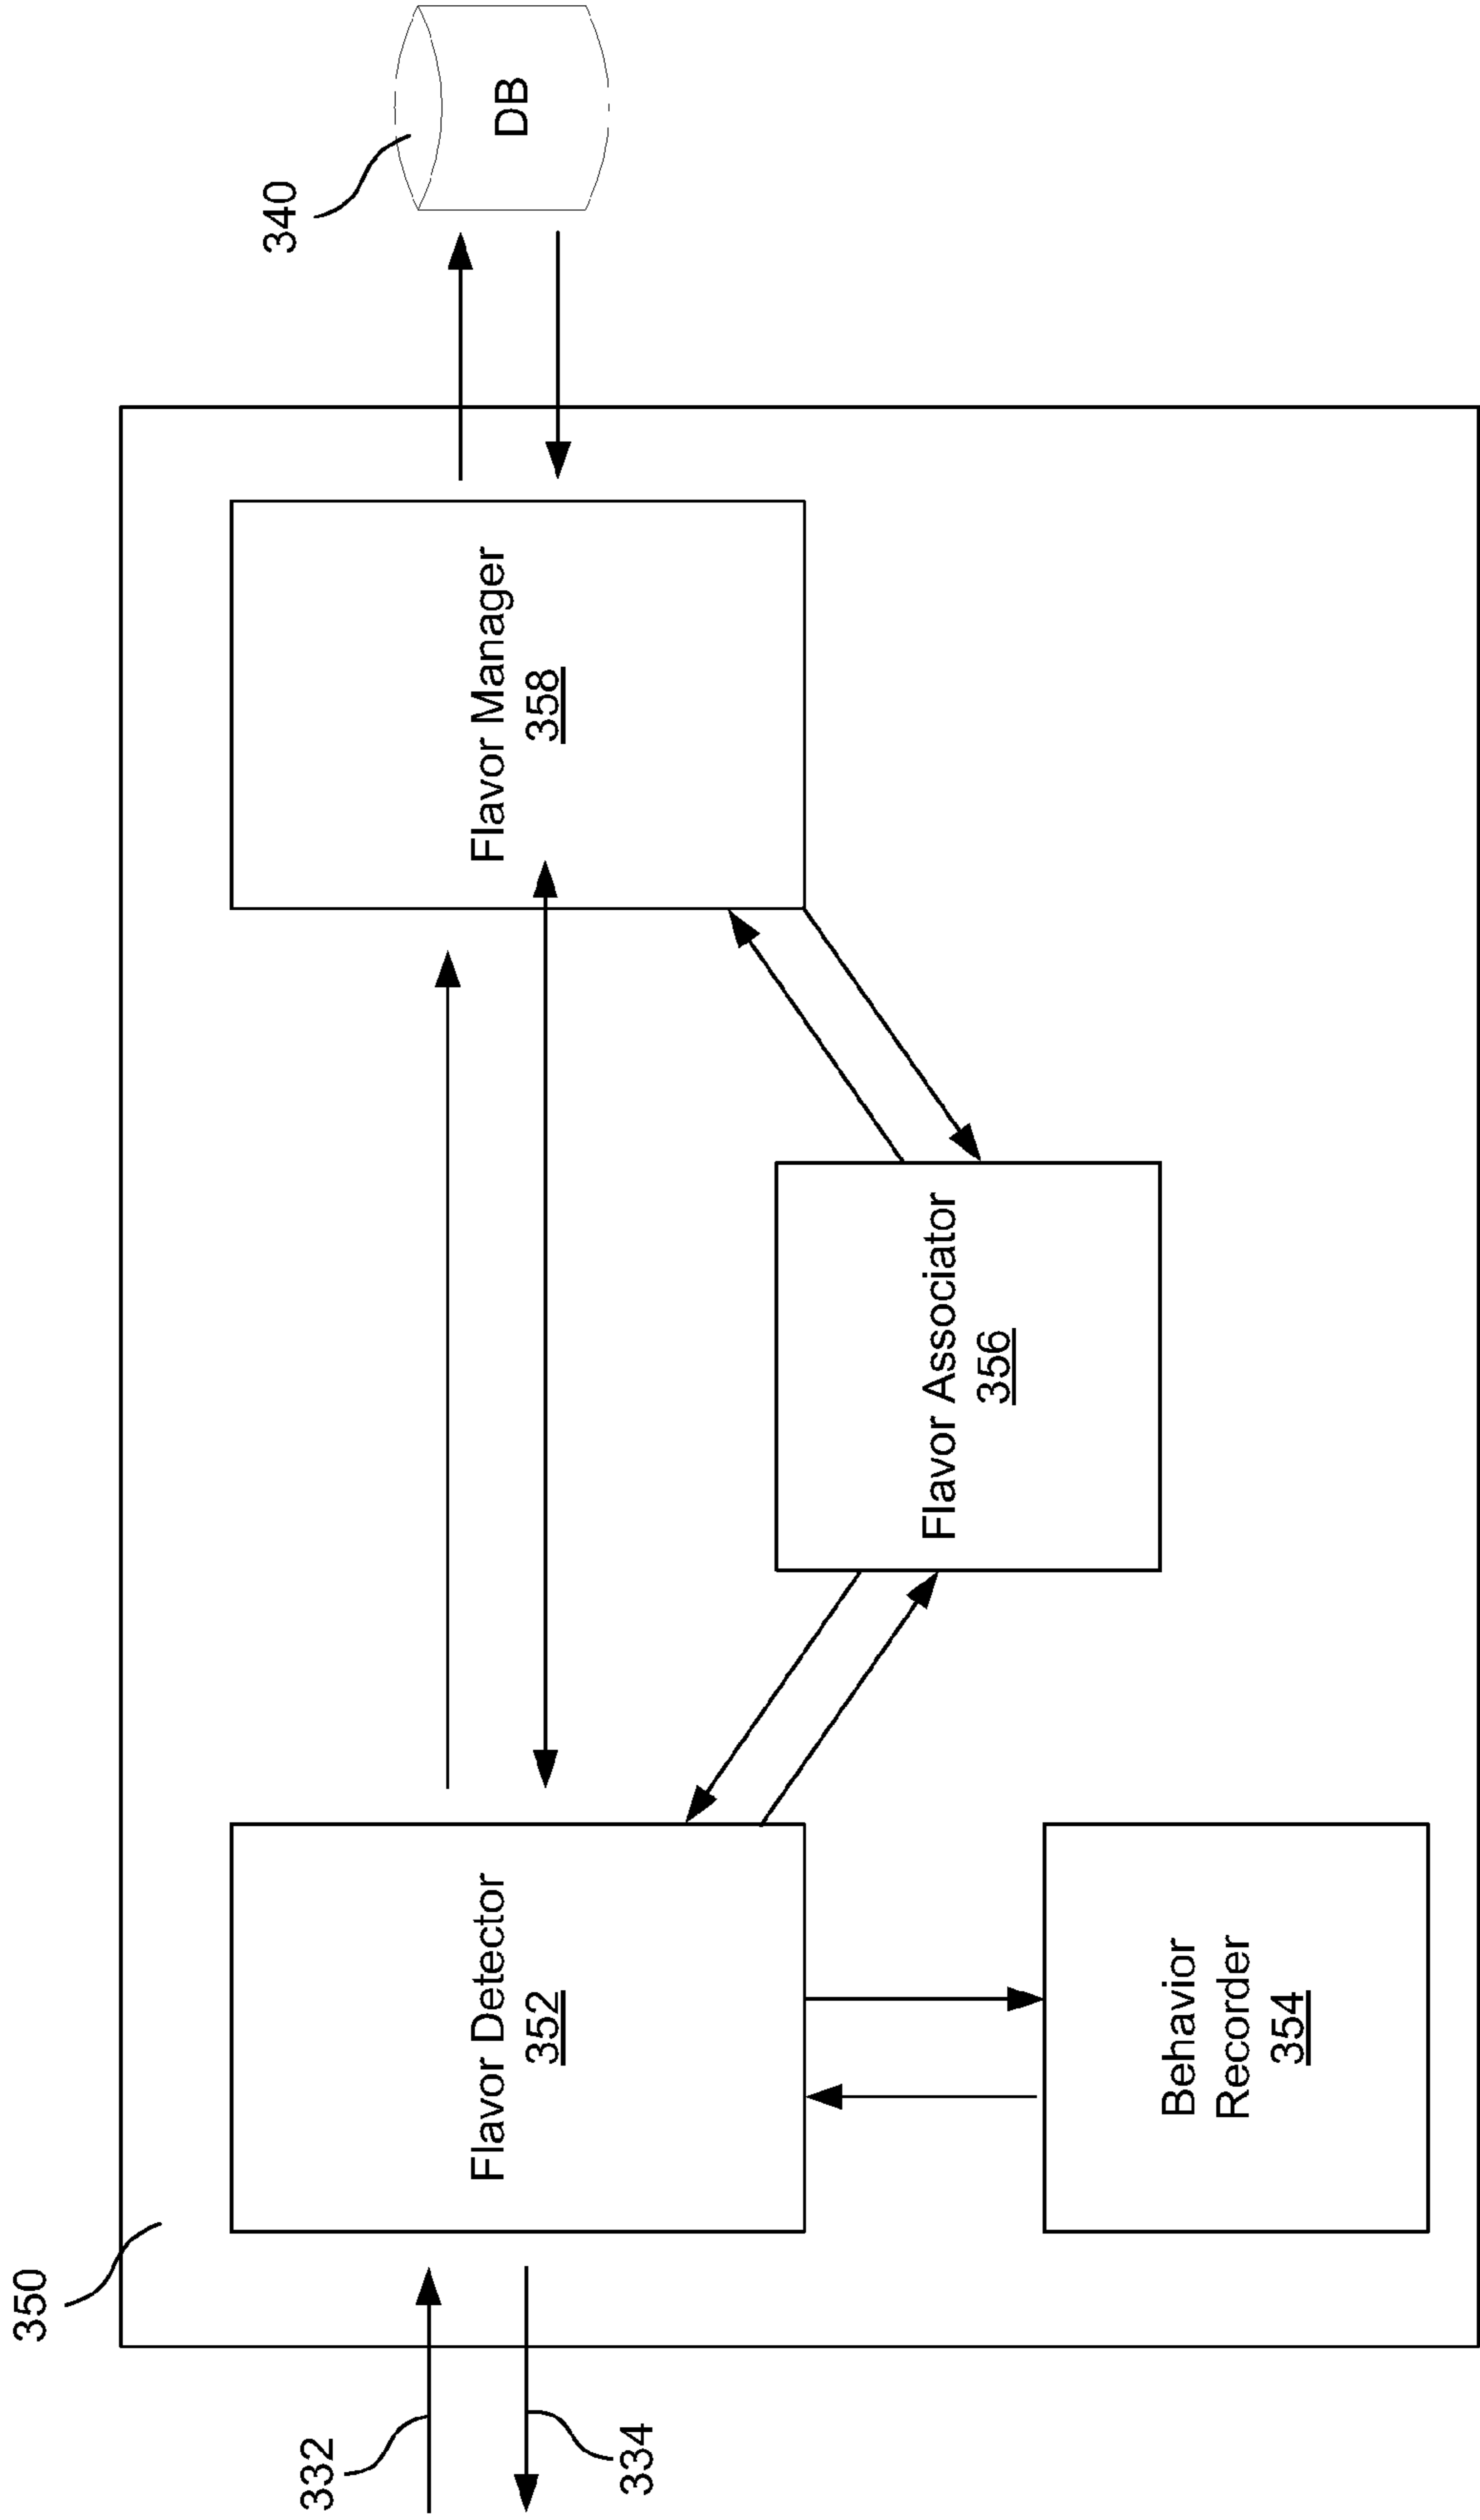 350
332
334
Flavor Detector
352
Behavior
Recorder
354
Flavor Associator
356
Flavor Manager
358
340
DB